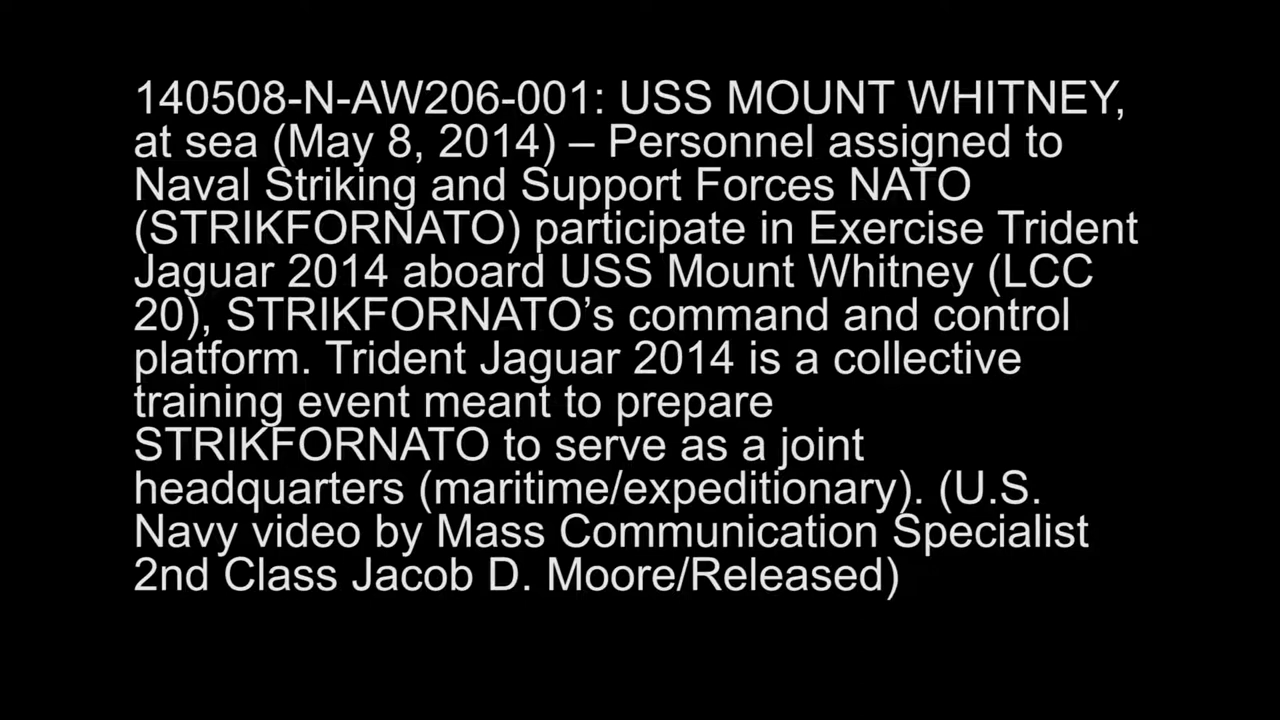 140508-N-AW206-001: USS MOUNT WHITNEY,
at sea (May 8, 2014) – Personnel assigned to
Naval Striking and Support Forces NATO
(STRIKFORNATO) participate in Exercise Trident
Jaguar 2014 aboard USS Mount Whitney (LCC
20), STRIKFORNATO’s command and control
platform. Trident Jaguar 2014 is a collective
training event meant to prepare
STRIKFORNATO to serve as a joint
headquarters (maritime/expeditionary). (U.S.
Navy video by Mass Communication Specialist
2nd Class Jacob D. Moore/Released)